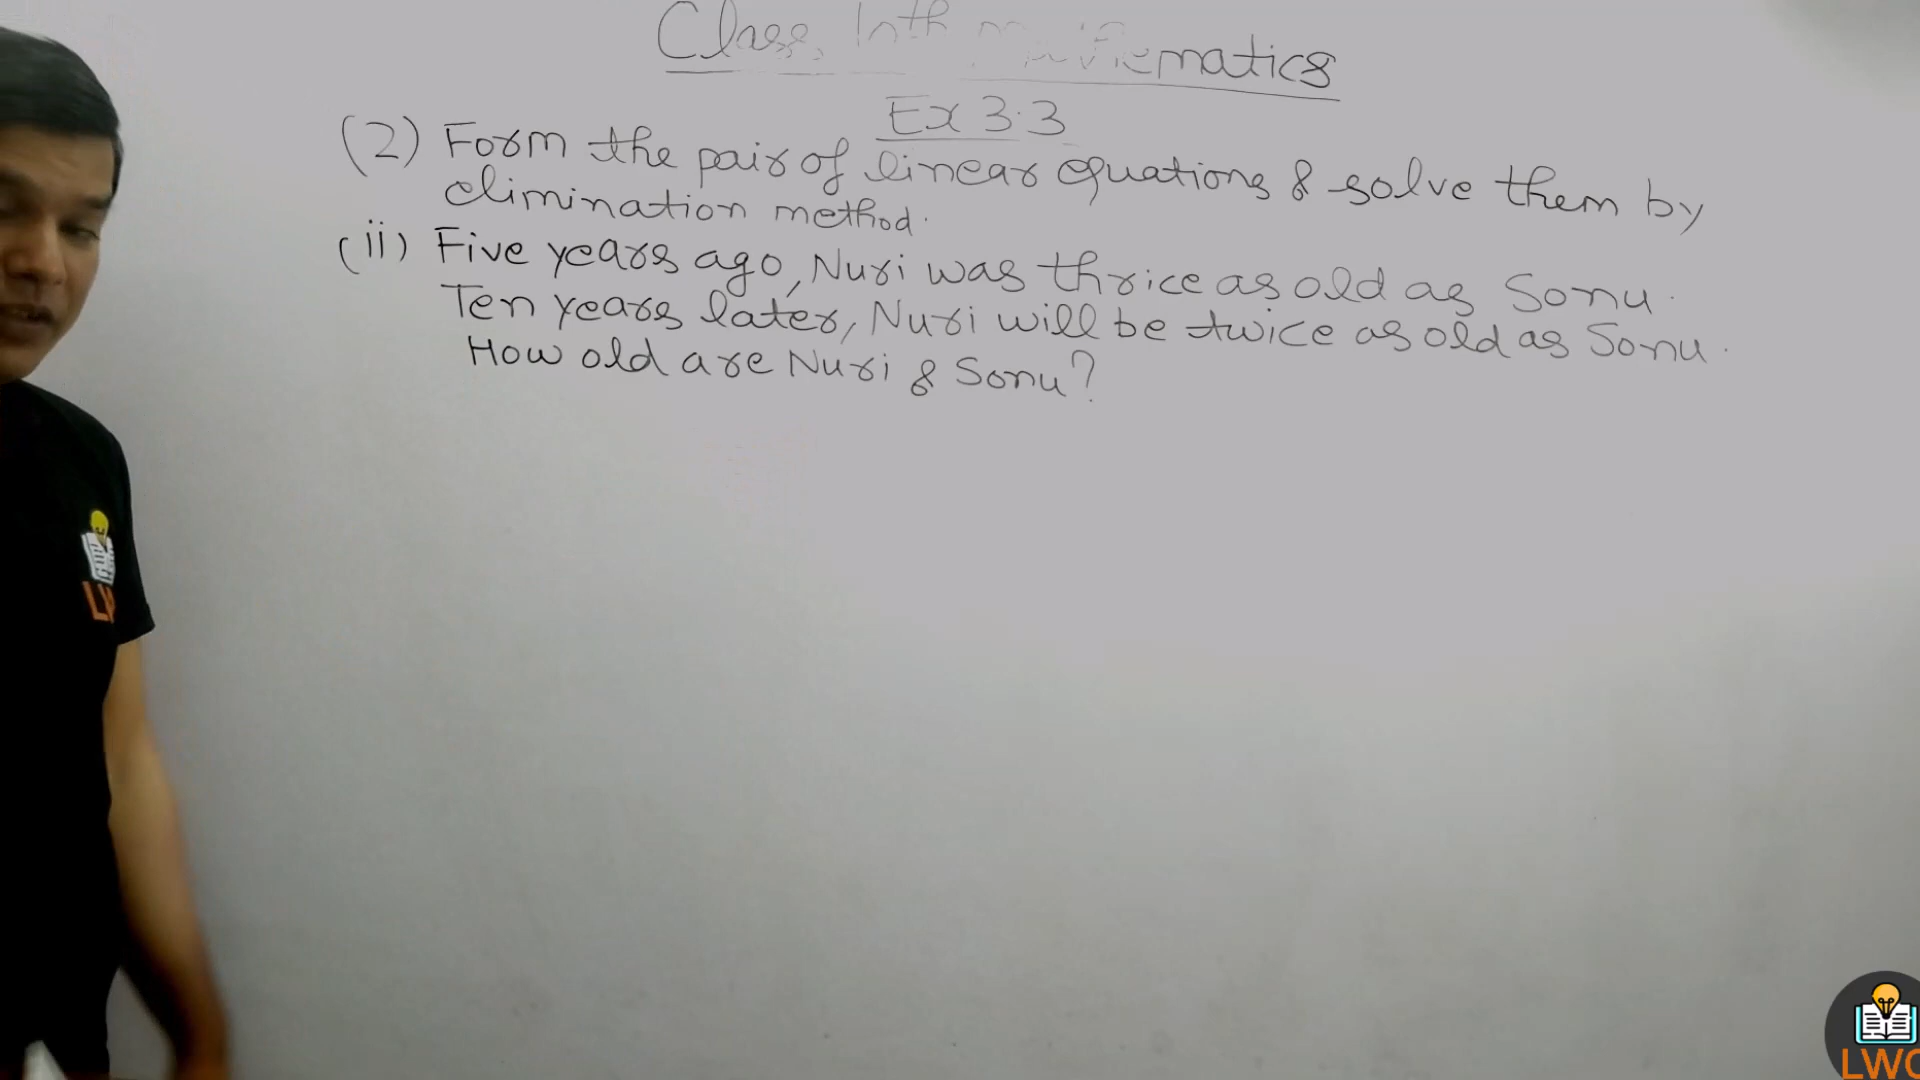 Class 10th mathematics
Ex 3.3
(2) Form the pair of linear equations & solve them by
elimination method.
(ii) Five years ago, Nuri was thrice as old as Sonu.
Ten years later, Nuri will be twice as old as Sonu.
How old are Nuri & Sonu?
LW
LWC